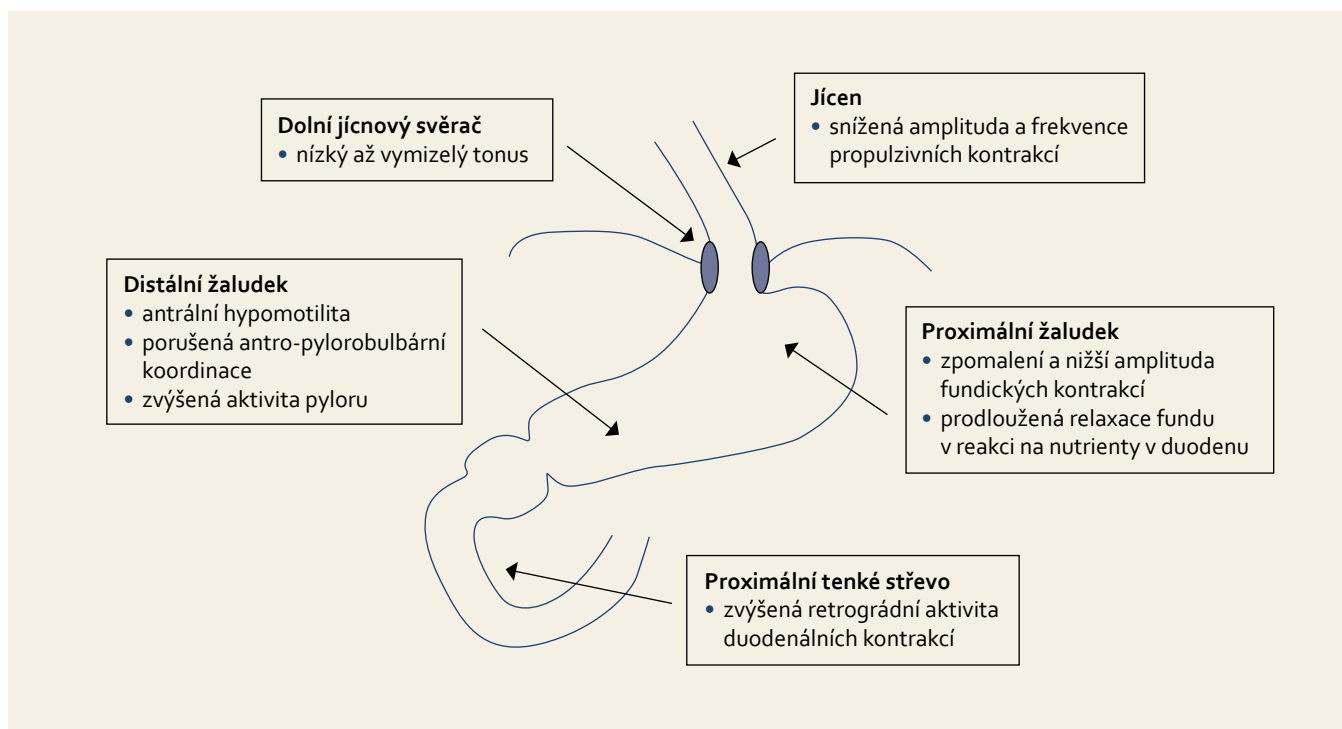 Dolní jícnový svěrač
• nízký až vymizelý tonus
Jícen
• snížená amplituda a frekvence
propulzivních kontrakcí
Distální žaludek
• antrální hypomotilita
• porušená antro-pylorobulbární
koordinace
• zvýšená aktivita pyloru
Proximální žaludek
• zpomalení a nižší amplituda
fundických kontrakcí
• prodloužená relaxace fundu
v reakci na nutrienty v duodenu
Proximální tenké střevo
• zvýšená retrográdní aktivita
duodenálních kontrakcí